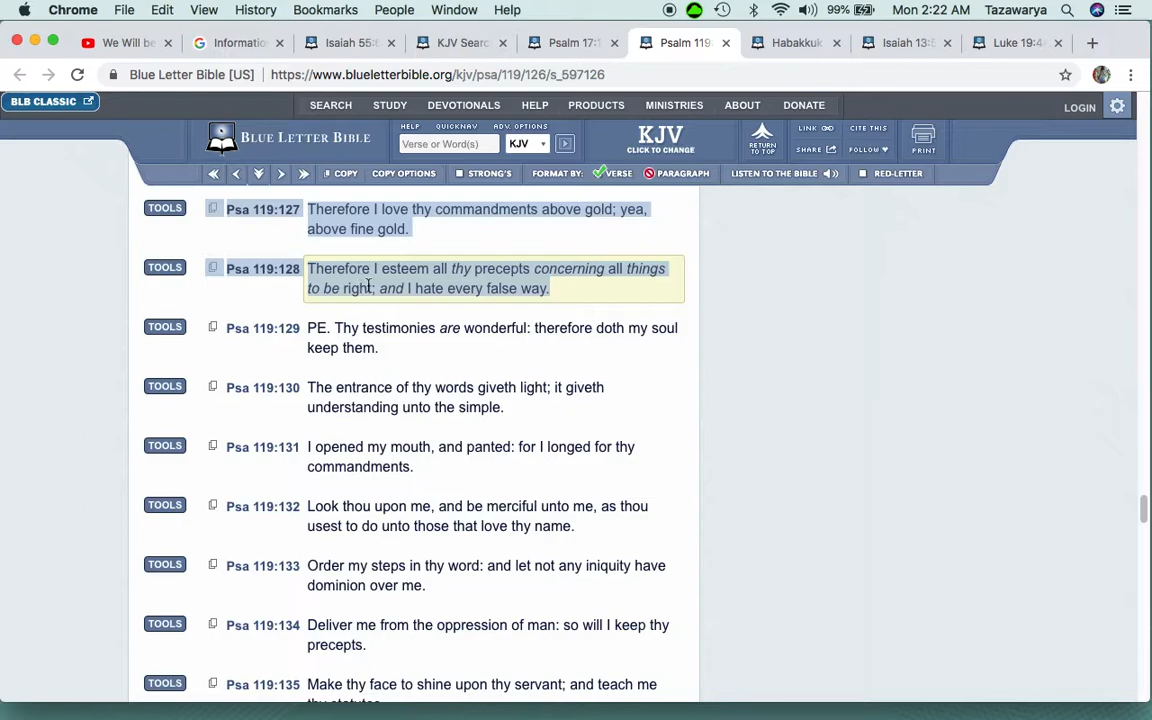 Chrome File Edit View History Bookmarks People Window Help 99% Mon 2:22 AM Tazawarya
We Will be Informatio Isaiah 55: KJV Sear Psalm 17:1 Psalm 119 Habakkuk Isaiah 13:5 Luke 19:4
Blue Letter Bible [US] https://www.blueletterbible.org/kjv/psa/119/126/s_597126
BLB CLASSIC SEARCH STUDY DEVOTIONALS HELP PRODUCTS MINISTRIES ABOUT DONATE LOGIN
HELP QUICKNAV ADV. OPTIONS
BLUE LETTER BIBLE Verse or Word(s) KJV
KJV
CLICK TO CHANGE
RETURN TO TOP
LINK CITE THIS
SHARE FOLLOW PRINT
COPY COPY OPTIONS STRONG'S FORMAT BY: VERSE PARAGRAPH LISTEN TO THE BIBLE RED-LETTER
TOOLS Psa 119:127 Therefore I love thy commandments above gold; yea,
above fine gold.
TOOLS Psa 119:128 Therefore I esteem all thy precepts concerning all things
to be right; and I hate every false way.
TOOLS Psa 119:129 PE. Thy testimonies are wonderful: therefore doth my soul
keep them.
TOOLS Psa 119:130 The entrance of thy words giveth light; it giveth
understanding unto the simple.
TOOLS Psa 119:131 I opened my mouth, and panted: for I longed for thy
commandments.
TOOLS Psa 119:132 Look thou upon me, and be merciful unto me, as thou
usest to do unto those that love thy name.
TOOLS Psa 119:133 Order my steps in thy word: and let not any iniquity have
dominion over me.
TOOLS Psa 119:134 Deliver me from the oppression of man: so will I keep thy
precepts.
TOOLS Psa 119:135 Make thy face to shine upon thy servant; and teach me
thy statutes.